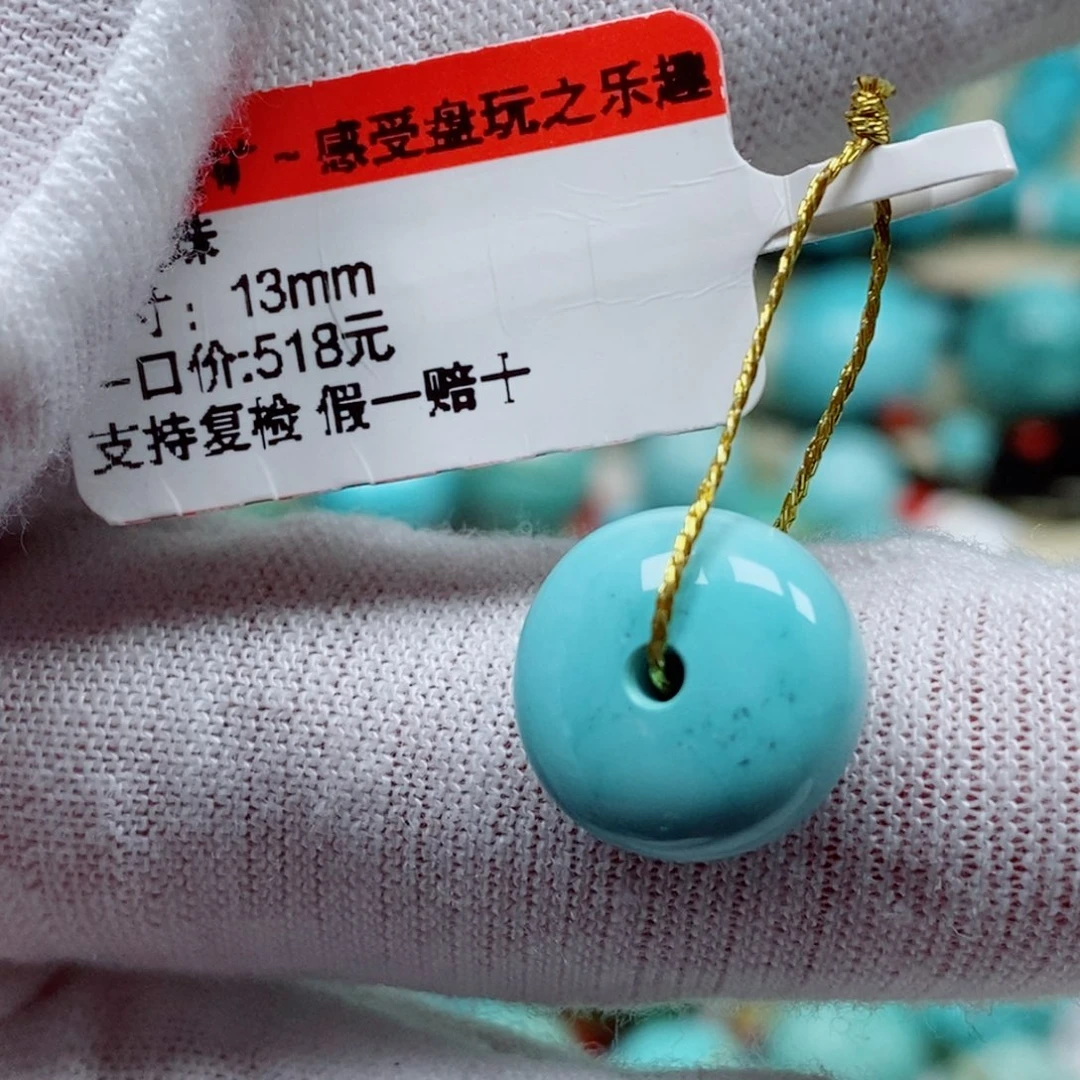 ~感受盘玩之乐趣
珠
寸：13mm
一口价:518元
支持复检 假一赔十